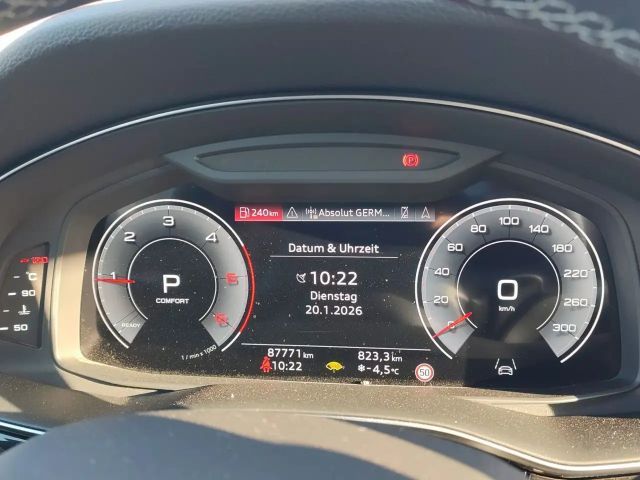 (P)
240km
Absolut GERM...
A
Datum & Uhrzeit
10:22
Dienstag
20.1.2026
87771 km
823,3 km
10:22
-4,5 °C
50
1
2
3
4
5
6
READY
P
COMFORT
1 / min x 1000
0
20
40
60
80
100
140
180
220
260
300
0
km/h
°C
90
50